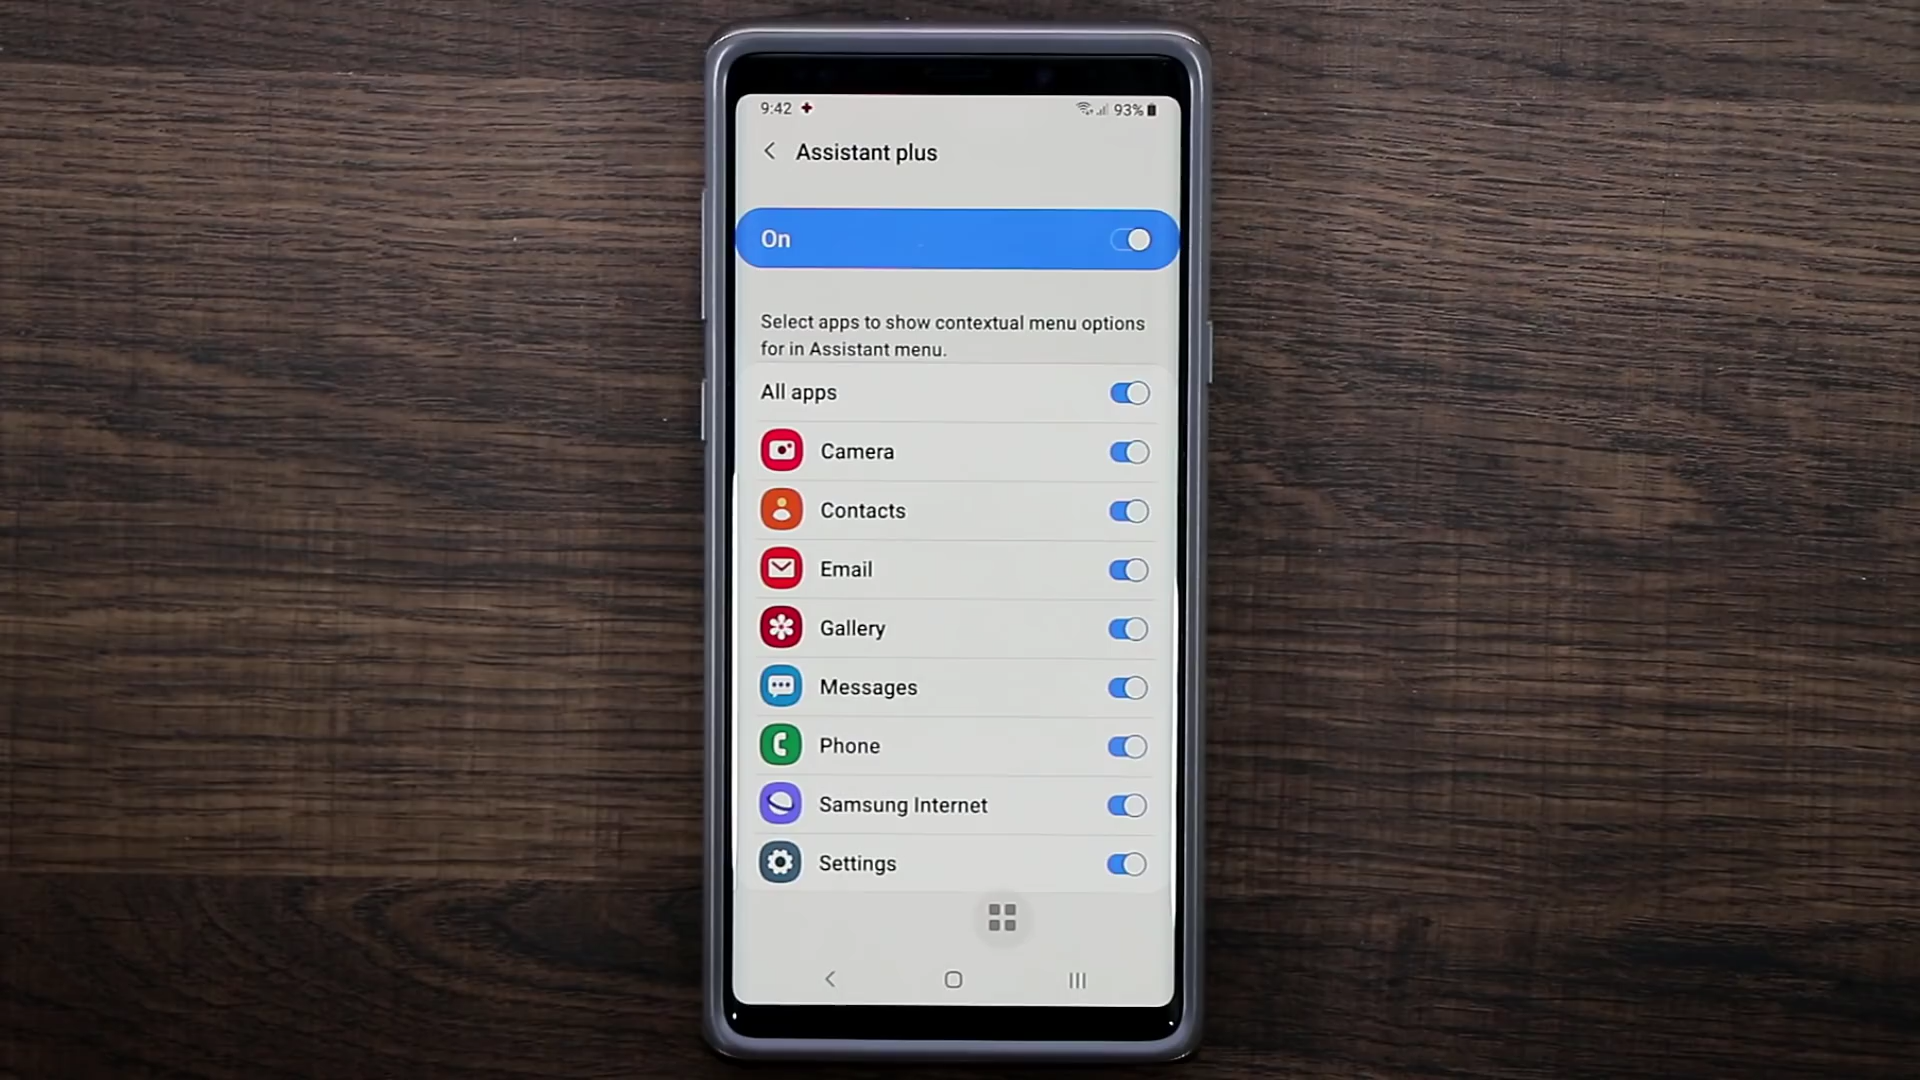 9:42 93%
Assistant plus
On
Select apps to show contextual menu options
for in Assistant menu.
All apps
Camera
Contacts
Email
Gallery
Messages
Phone
Samsung Internet
Settings